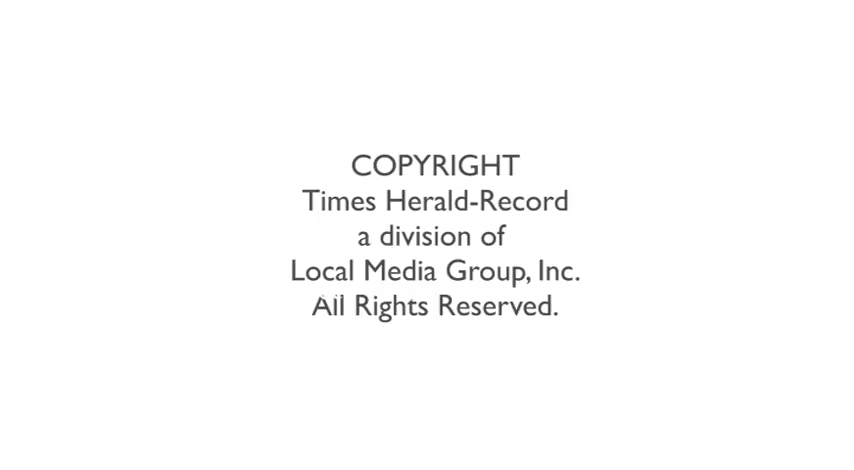 COPYRIGHT
Times Herald-Record
a division of
Local Media Group, Inc.
All Rights Reserved.